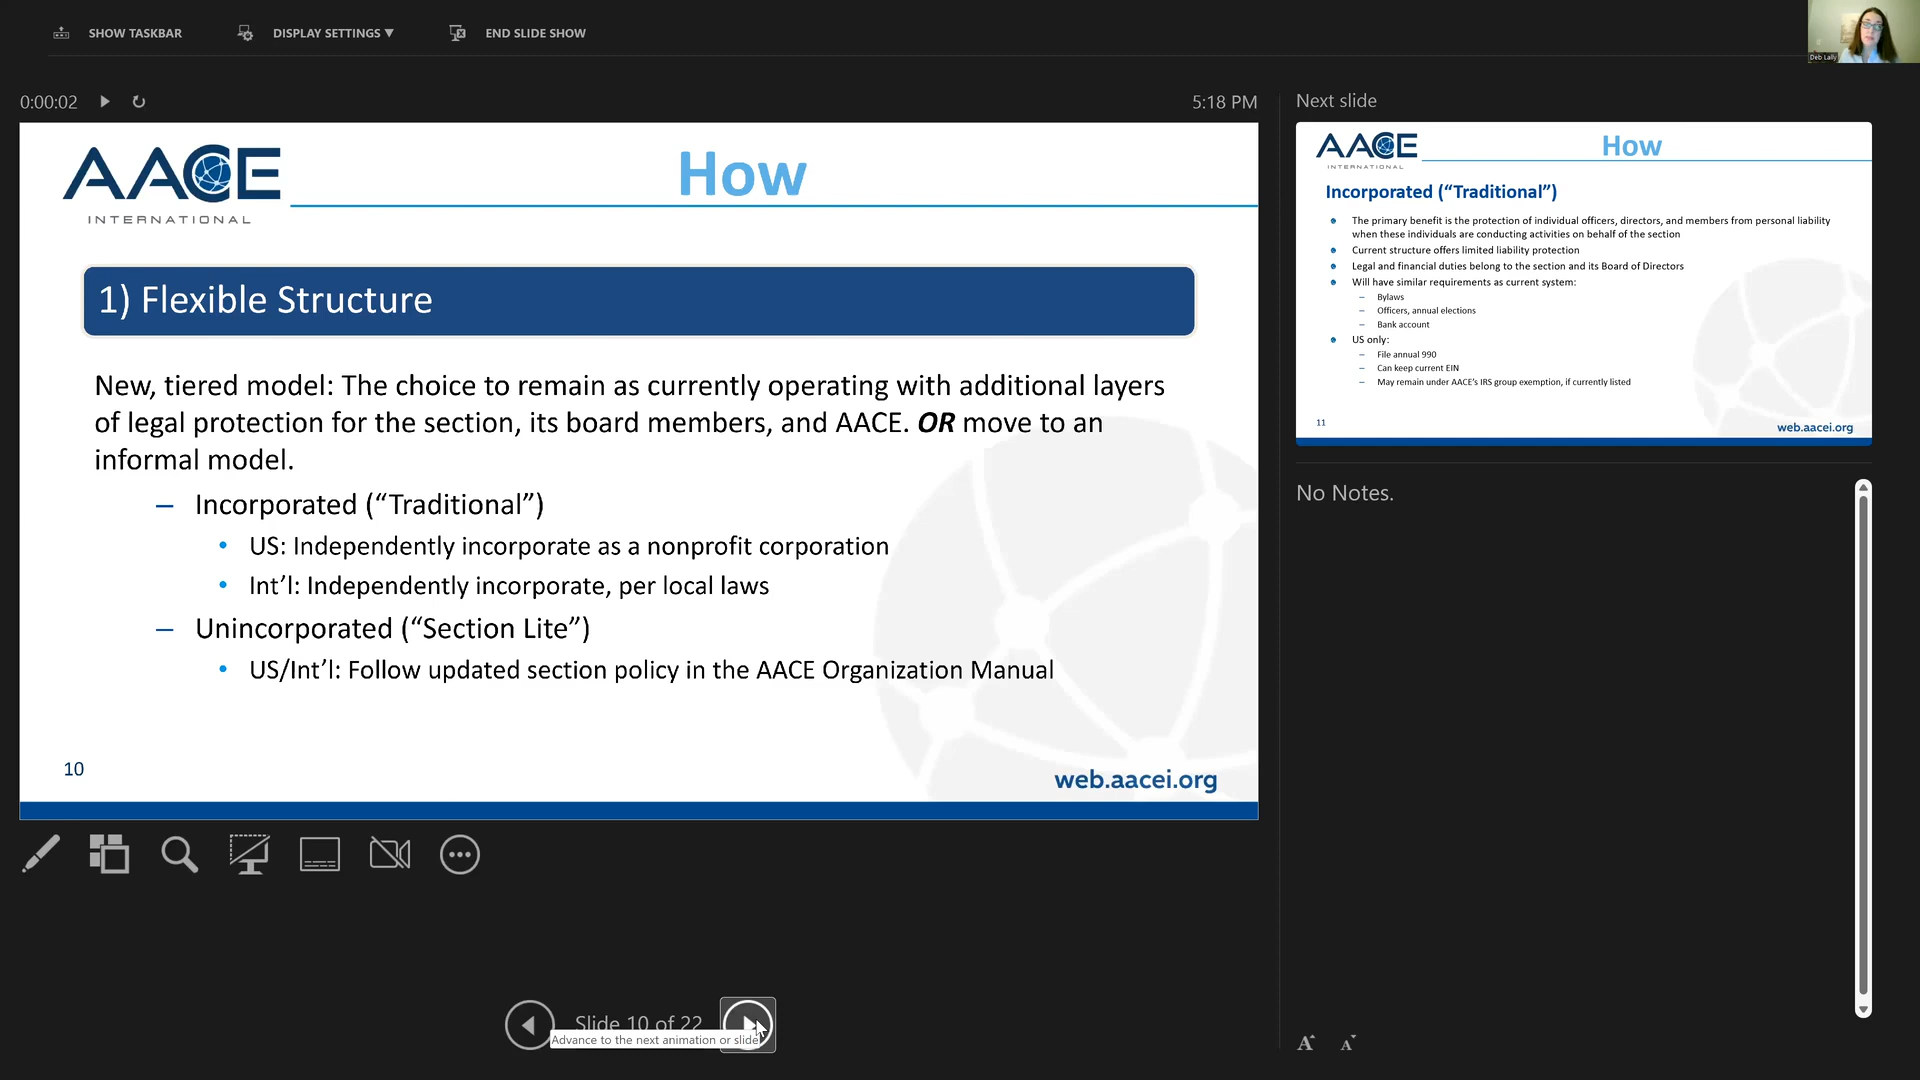 SHOW TASKBAR
DISPLAY SETTINGS ▼
END SLIDE SHOW
Deb Lally
0:00:02
5:18 PM
AACE
INTERNATIONAL
How
1) Flexible Structure
New, tiered model: The choice to remain as currently operating with additional layers
of legal protection for the section, its board members, and AACE. OR move to an
informal model.
– Incorporated (“Traditional”)
• US: Independently incorporate as a nonprofit corporation
• Int’l: Independently incorporate, per local laws
– Unincorporated (“Section Lite”)
• US/Int’l: Follow updated section policy in the AACE Organization Manual
10
web.aacei.org
Slide 10 of 22
Advance to the next animation or slide
Next slide
AACE
INTERNATIONAL
How
Incorporated (“Traditional”)
• The primary benefit is the protection of individual officers, directors, and members from personal liability
when these individuals are conducting activities on behalf of the section
• Current structure offers limited liability protection
• Legal and financial duties belong to the section and its Board of Directors
• Will have similar requirements as current system:
– Bylaws
– Officers, annual elections
– Bank account
• US only:
– File annual 990
– Can keep current EIN
– May remain under AACE’s IRS group exemption, if currently listed
11
web.aacei.org
No Notes.
A A